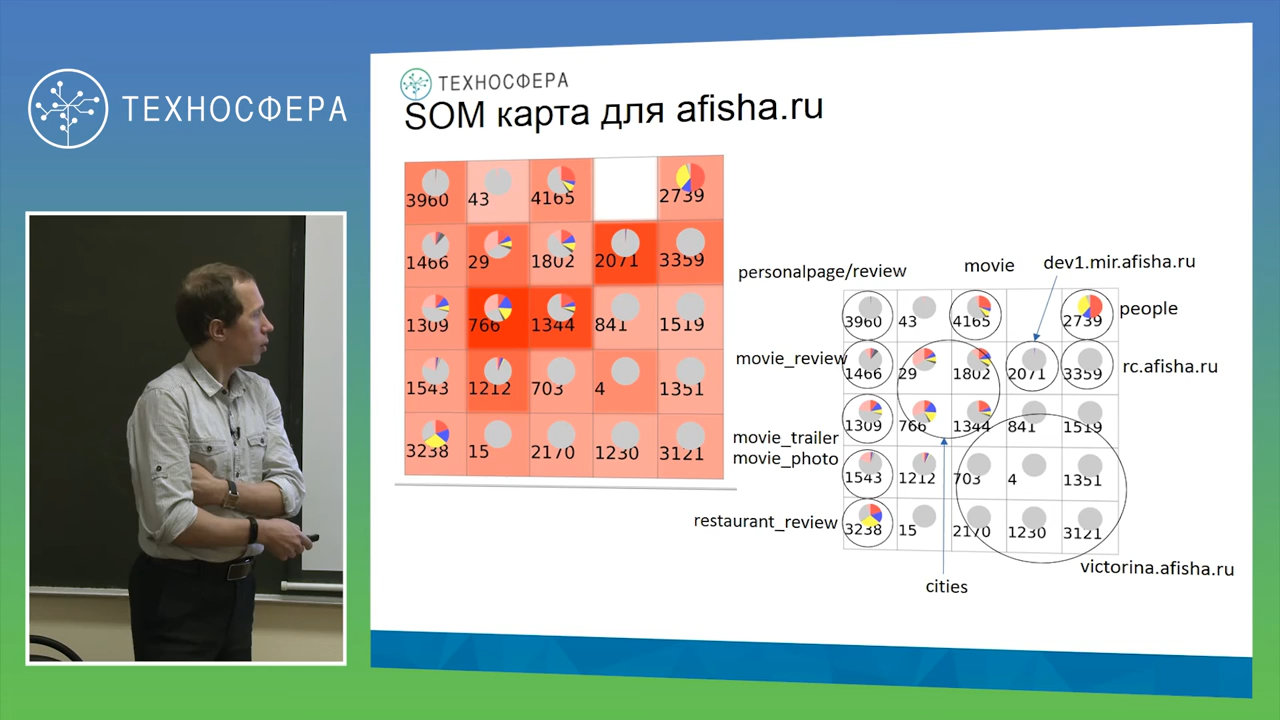 ТЕХНОСФЕРА
ТЕХНОСФЕРА
SOM карта для afisha.ru
3960 43 4165 2739
1466 29 1802 2071 3359
1309 766 1344 841 1519
1543 1212 703 4 1351
3238 15 2170 1230 3121
personalpage/review
movie
dev1.mir.afisha.ru
people
movie_review
rc.afisha.ru
movie_trailer
movie_photo
restaurant_review
3960 43 4165 2739
1466 29 1802 2071 3359
1309 766 1344 841 1519
1543 1212 703 4 1351
3238 15 2170 1230 3121
victorina.afisha.ru
cities